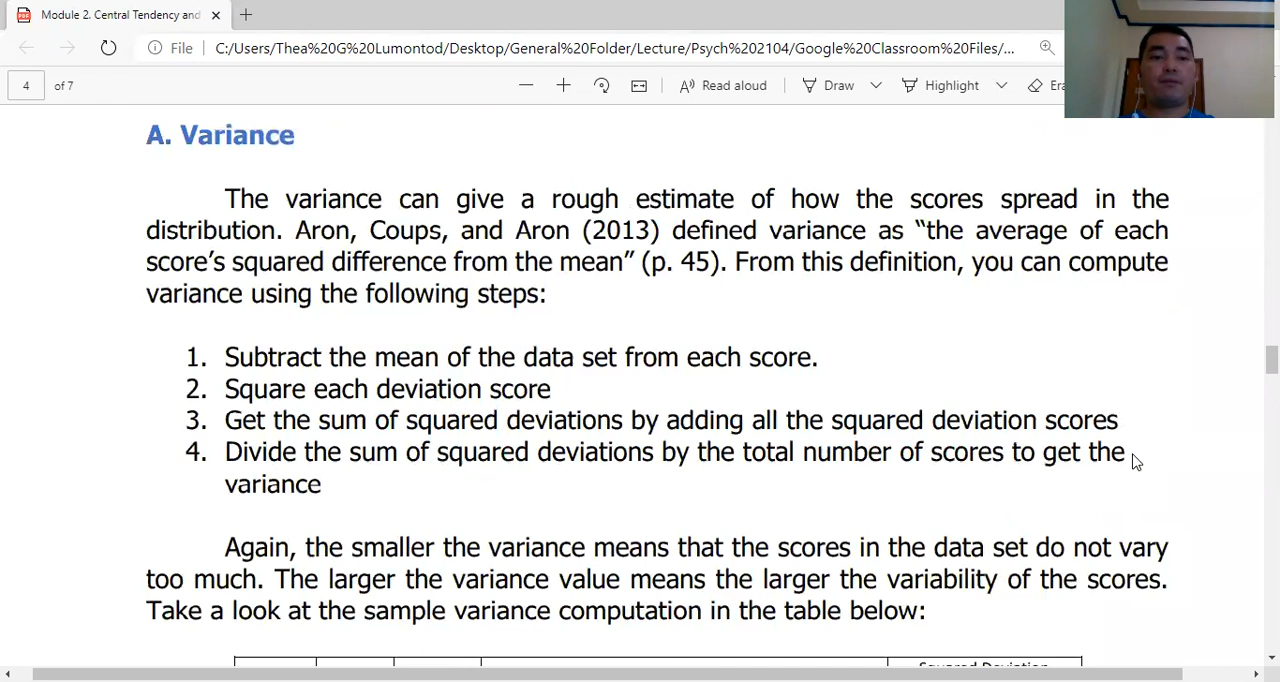 Module 2. Central Tendency and
File C:/Users/Thea%20G%20Lumontod/Desktop/General%20Folder/Lecture/Psych%202104/Google%20Classroom%20Files/...
4 of 7 Read aloud Draw Highlight Era
A. Variance
The variance can give a rough estimate of how the scores spread in the
distribution. Aron, Coups, and Aron (2013) defined variance as “the average of each
score’s squared difference from the mean” (p. 45). From this definition, you can compute
variance using the following steps:
1. Subtract the mean of the data set from each score.
2. Square each deviation score
3. Get the sum of squared deviations by adding all the squared deviation scores
4. Divide the sum of squared deviations by the total number of scores to get the
variance
Again, the smaller the variance means that the scores in the data set do not vary
too much. The larger the variance value means the larger the variability of the scores.
Take a look at the sample variance computation in the table below:
Squared Deviation